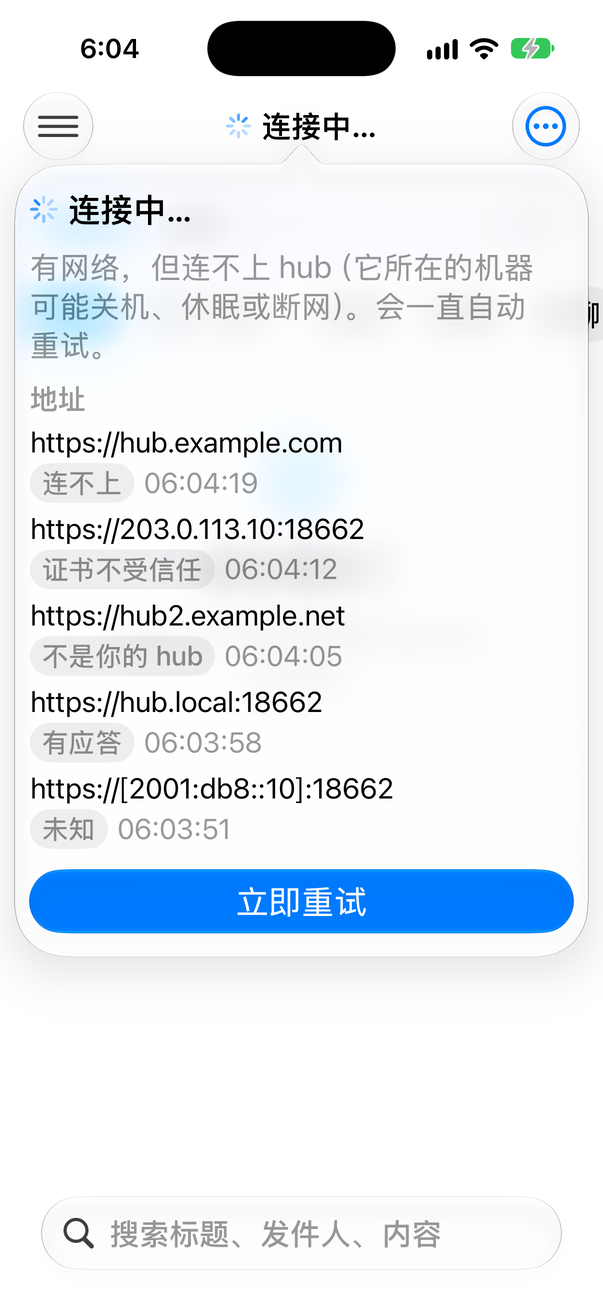 6:04
连接中...
连接中...
有网络，但连不上 hub（它所在的机器
可能关机、休眠或断网）。会一直自动
重试。
地址
https://hub.example.com
连不上 06:04:19
https://203.0.113.10:18662
证书不受信任 06:04:12
https://hub2.example.net
不是你的 hub 06:04:05
https://hub.local:18662
有应答 06:03:58
https://[2001:db8::10]:18662
未知 06:03:51
立即重试
搜索标题、发件人、内容